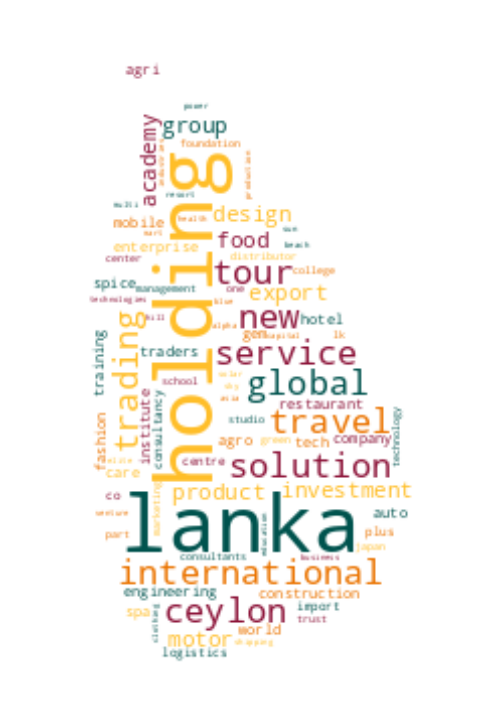 agri
power
academy
group
foundation
industries
production
holding
resort
multi
mobile
health
design
mart
sun
enterprise
food
beach
center
distributor
tour
college
spice
management
one
export
technologies
blue
hill
new
hotel
alpha
trading
gem
capital
lk
training
traders
service
solar
school
sky
global
institute
consultancy
asia
restaurant
fashion
studio
travel
technology
agro
green
tech
company
elite
centre
solution
care
marketing
product
investment
co
lanka
venture
education
auto
part
plus
japan
consultants
business
international
engineering
construction
spa
clothing
ceylon
import
trust
world
motor
shipping
logistics